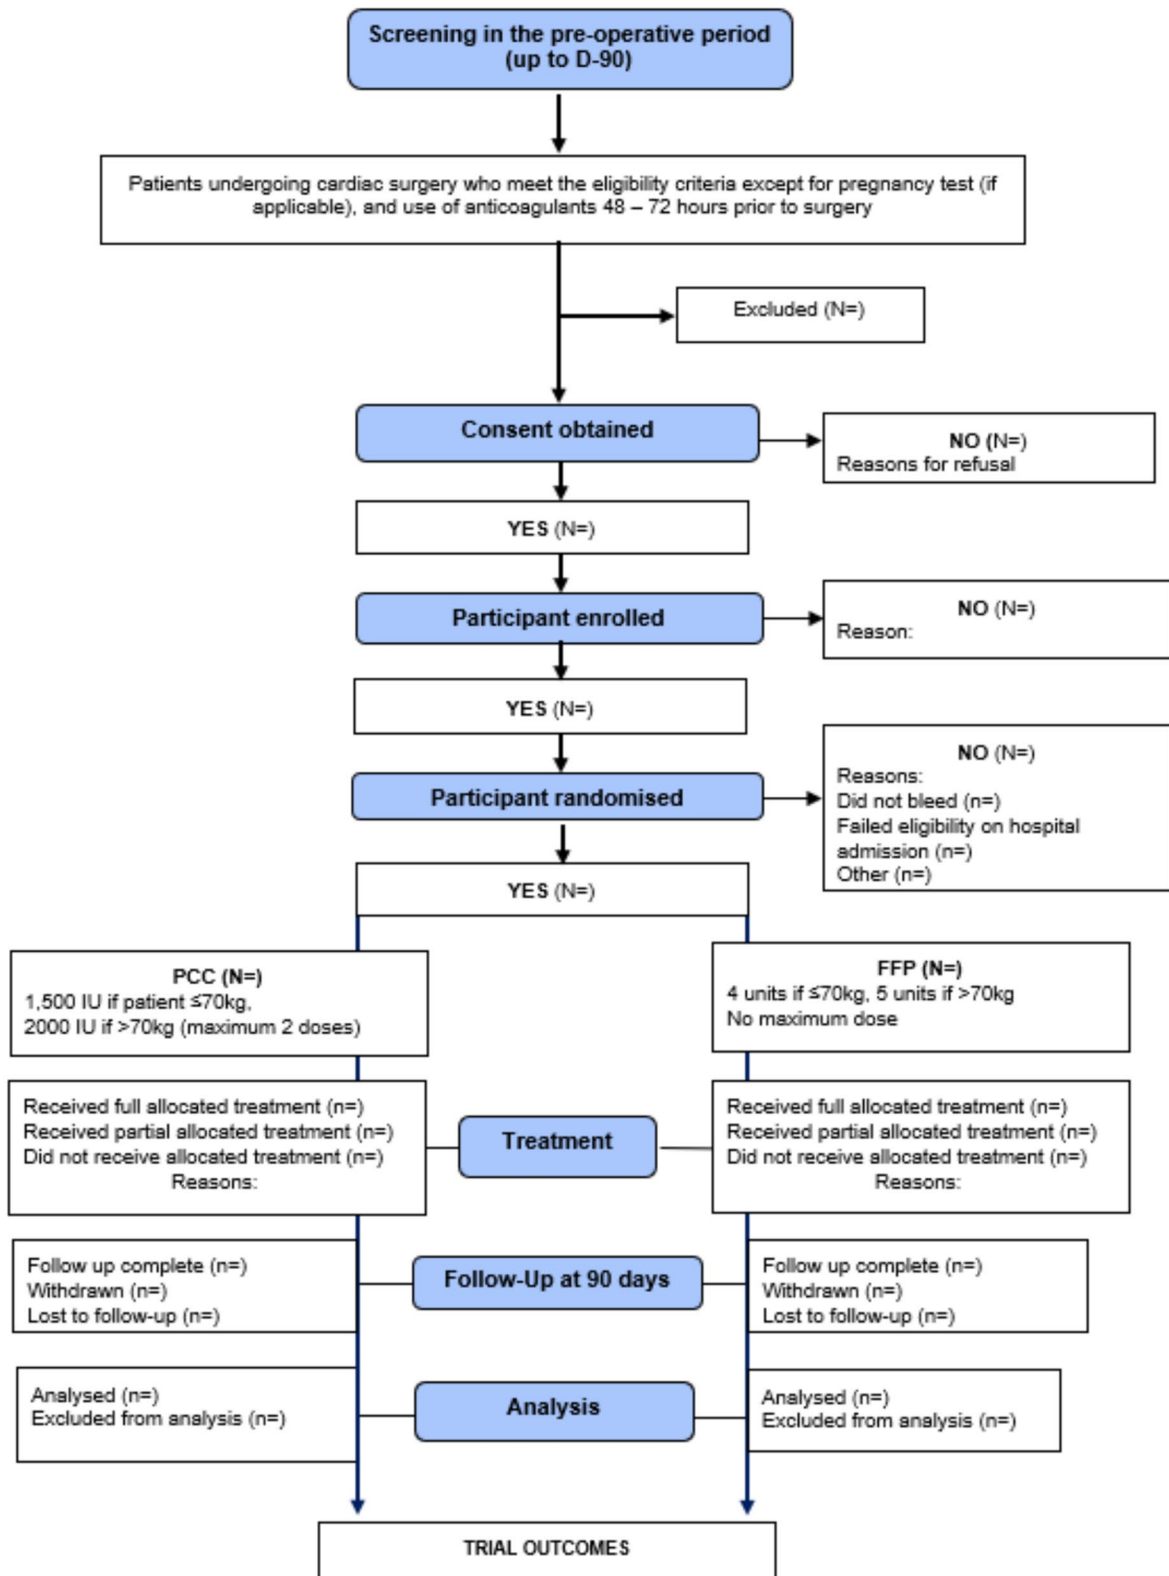 Screening in the pre-operative period
(up to D-90)
Patients undergoing cardiac surgery who meet the eligibility criteria except for pregnancy test (if
applicable), and use of anticoagulants 48 – 72 hours prior to surgery
Excluded (N=)
Consent obtained
NO (N=)
Reasons for refusal
YES (N=)
Participant enrolled
NO (N=)
Reason:
YES (N=)
Participant randomised
NO (N=)
Reasons:
Did not bleed (n=)
Failed eligibility on hospital
admission (n=)
Other (n=)
YES (N=)
PCC (N=)
1,500 IU if patient ≤70kg,
2000 IU if >70kg (maximum 2 doses)
FFP (N=)
4 units if ≤70kg, 5 units if >70kg
No maximum dose
Received full allocated treatment (n=)
Received partial allocated treatment (n=)
Did not receive allocated treatment (n=)
Reasons:
Treatment
Received full allocated treatment (n=)
Received partial allocated treatment (n=)
Did not receive allocated treatment (n=)
Reasons:
Follow up complete (n=)
Withdrawn (n=)
Lost to follow-up (n=)
Follow-Up at 90 days
Follow up complete (n=)
Withdrawn (n=)
Lost to follow-up (n=)
Analysed (n=)
Excluded from analysis (n=)
Analysis
Analysed (n=)
Excluded from analysis (n=)
TRIAL OUTCOMES